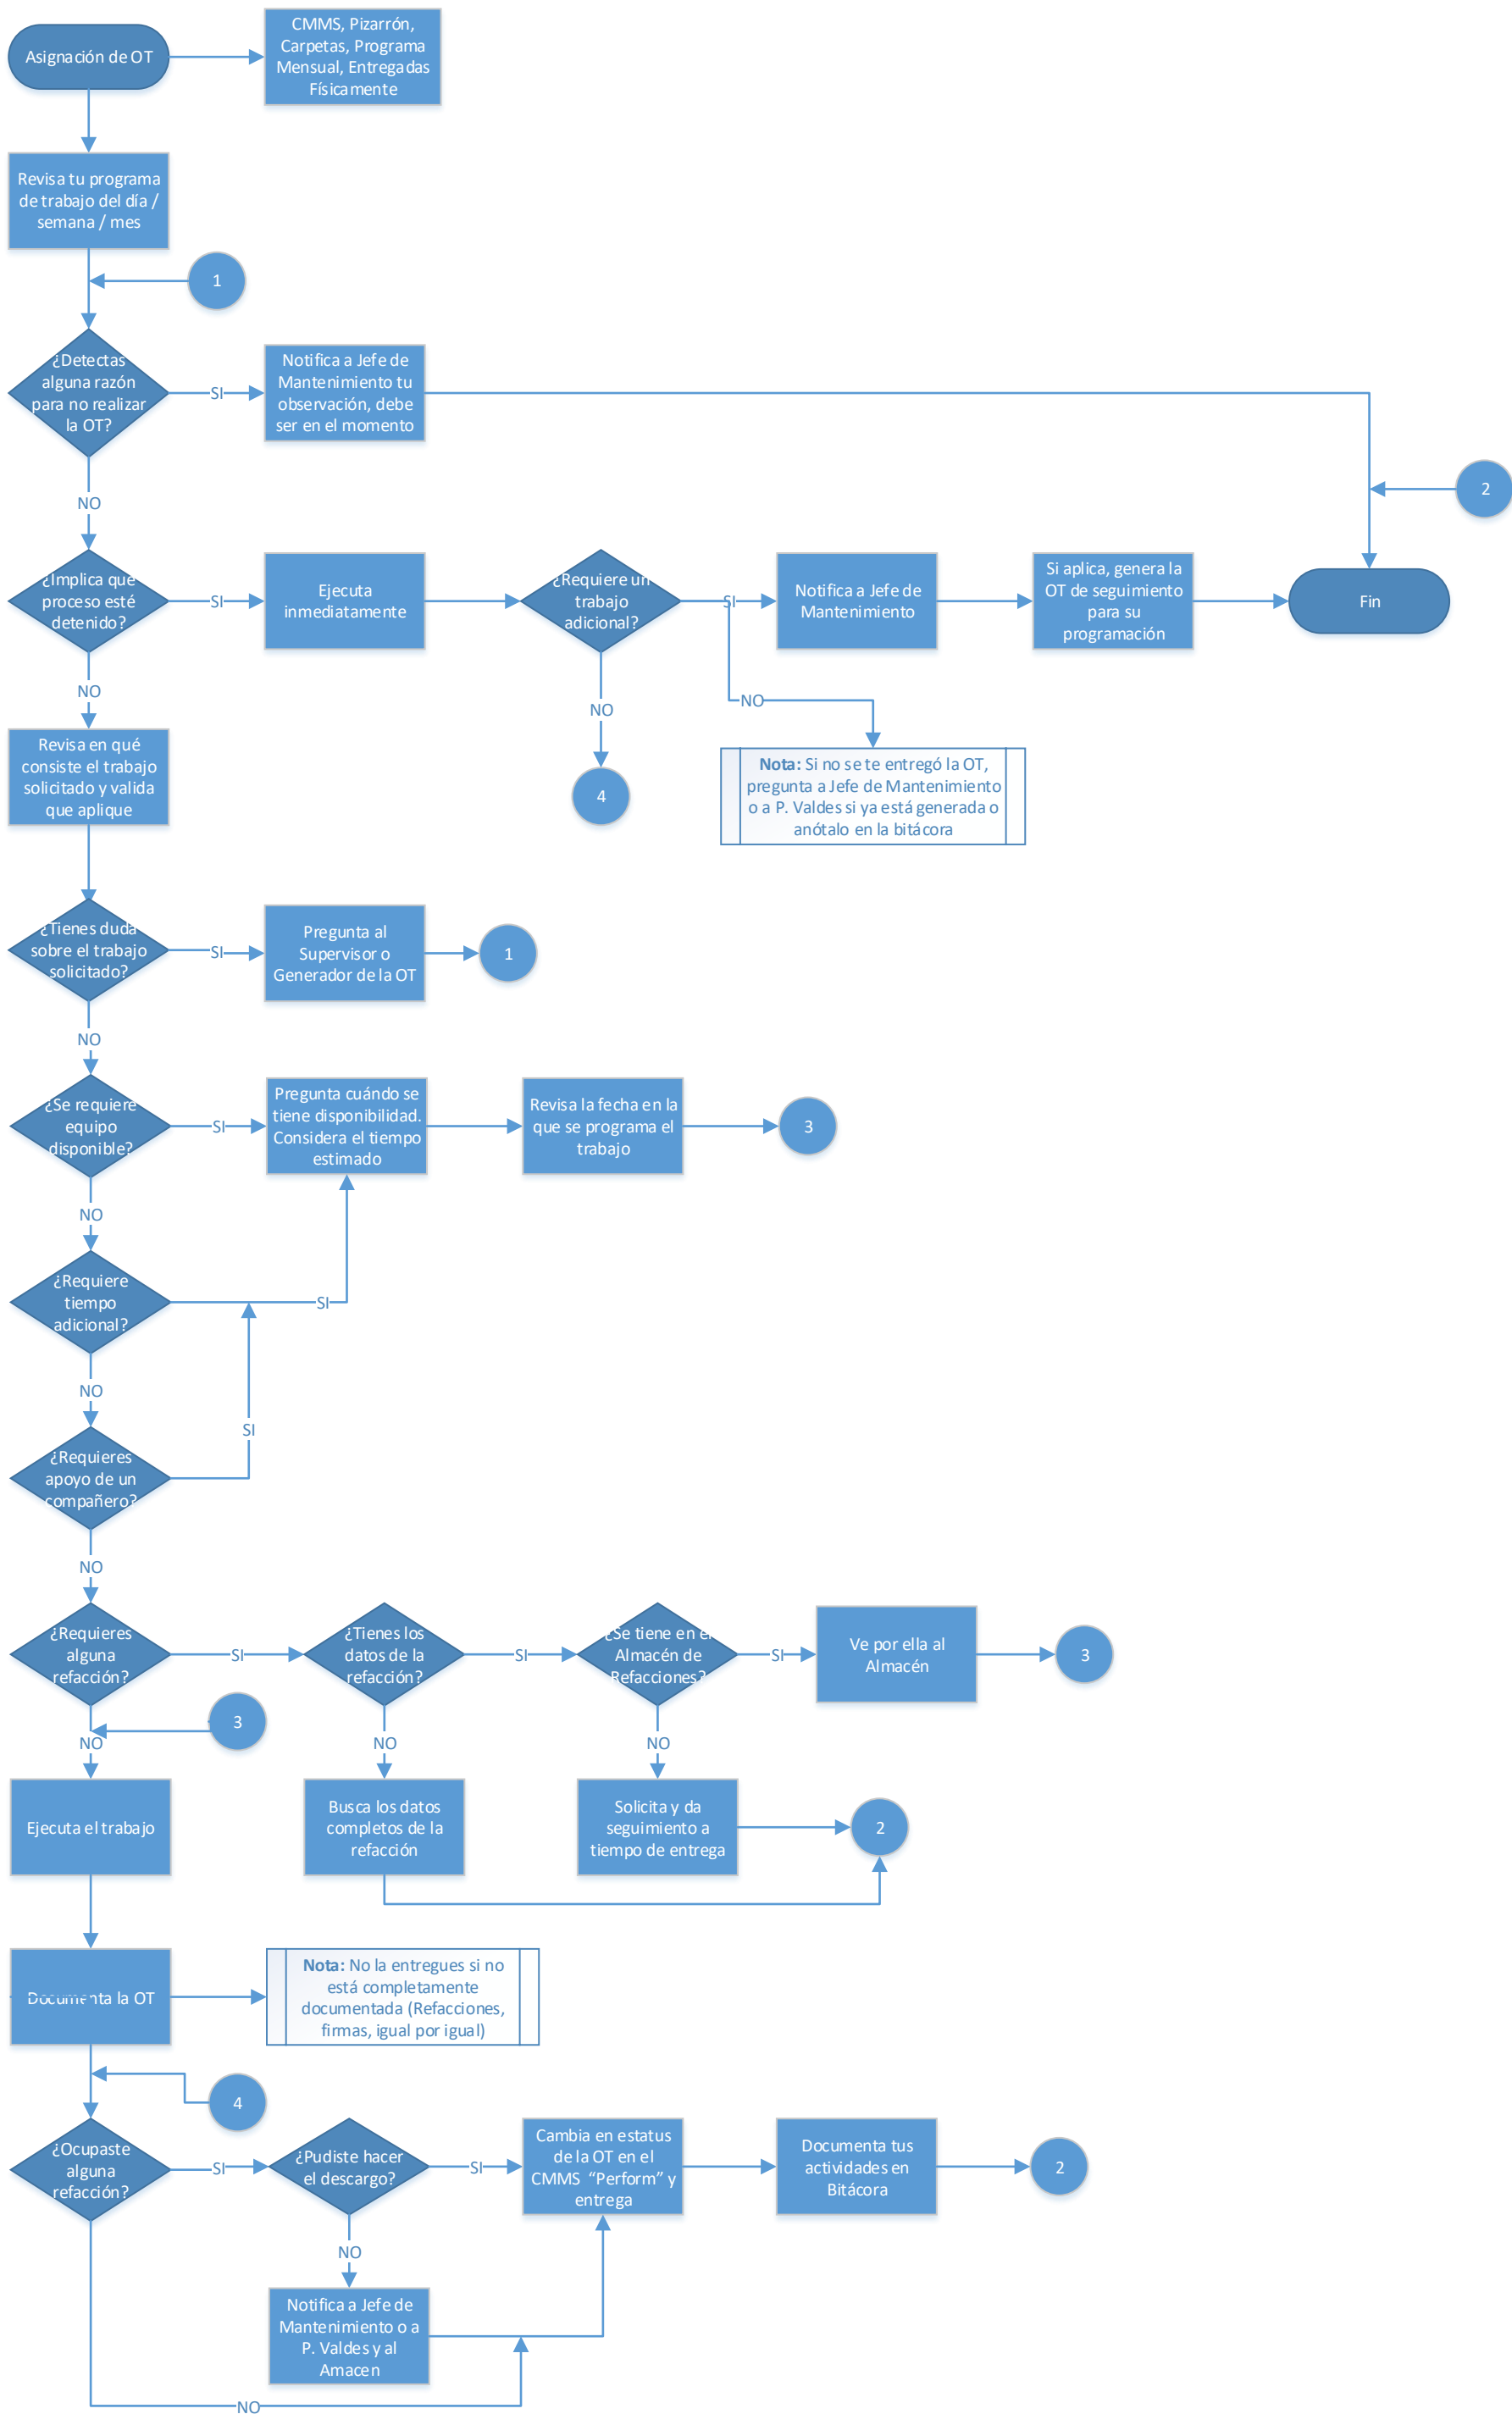 Asignación de OT
CMMS, Pizarrón,
Carpetas, Programa
Mensual, Entregadas
Físicamente
Revisa tu programa
de trabajo del día /
semana / mes
1
¿Detectas
alguna razón
para no realizar
la OT?
SI
Notifica a Jefe de
Mantenimiento tu
observación, debe
ser en el momento
NO
2
¿Implica que
proceso esté
detenido?
SI
Ejecuta
inmediatamente
¿Requiere un
trabajo
adicional?
SI
Notifica a Jefe de
Mantenimiento
Si aplica, genera la
OT de seguimiento
para su
programación
Fin
NO
NO
NO
4
Nota: Si no se te entregó la OT,
pregunta a Jefe de Mantenimiento
o a P. Valdes si ya está generada o
anótalo en la bitácora
Revisa en qué
consiste el trabajo
solicitado y valida
que aplique
¿Tienes duda
sobre el trabajo
solicitado?
SI
Pregunta al
Supervisor o
Generador de la OT
1
NO
¿Se requiere
equipo
disponible?
SI
Pregunta cuándo se
tiene disponibilidad.
Considera el tiempo
estimado
Revisa la fecha en la
que se programa el
trabajo
3
NO
¿Requiere
tiempo
adicional?
SI
NO
SI
¿Requieres
apoyo de un
compañero?
NO
¿Requieres
alguna
refacción?
SI
¿Tienes los
datos de la
refacción?
SI
¿Se tiene en el
Almacén de
Refacciones?
SI
Ve por ella al
Almacén
3
3
NO
NO
NO
Ejecuta el trabajo
Busca los datos
completos de la
refacción
Solicita y da
seguimiento a
tiempo de entrega
2
Documenta la OT
Nota: No la entregues si no
está completamente
documentada (Refacciones,
firmas, igual por igual)
4
¿Ocupaste
alguna
refacción?
SI
¿Pudiste hacer
el descargo?
SI
Cambia en estatus
de la OT en el
CMMS “Perform” y
entrega
Documenta tus
actividades en
Bitácora
2
NO
Notifica a Jefe de
Mantenimiento o a
P. Valdes y al
Amacen
NO